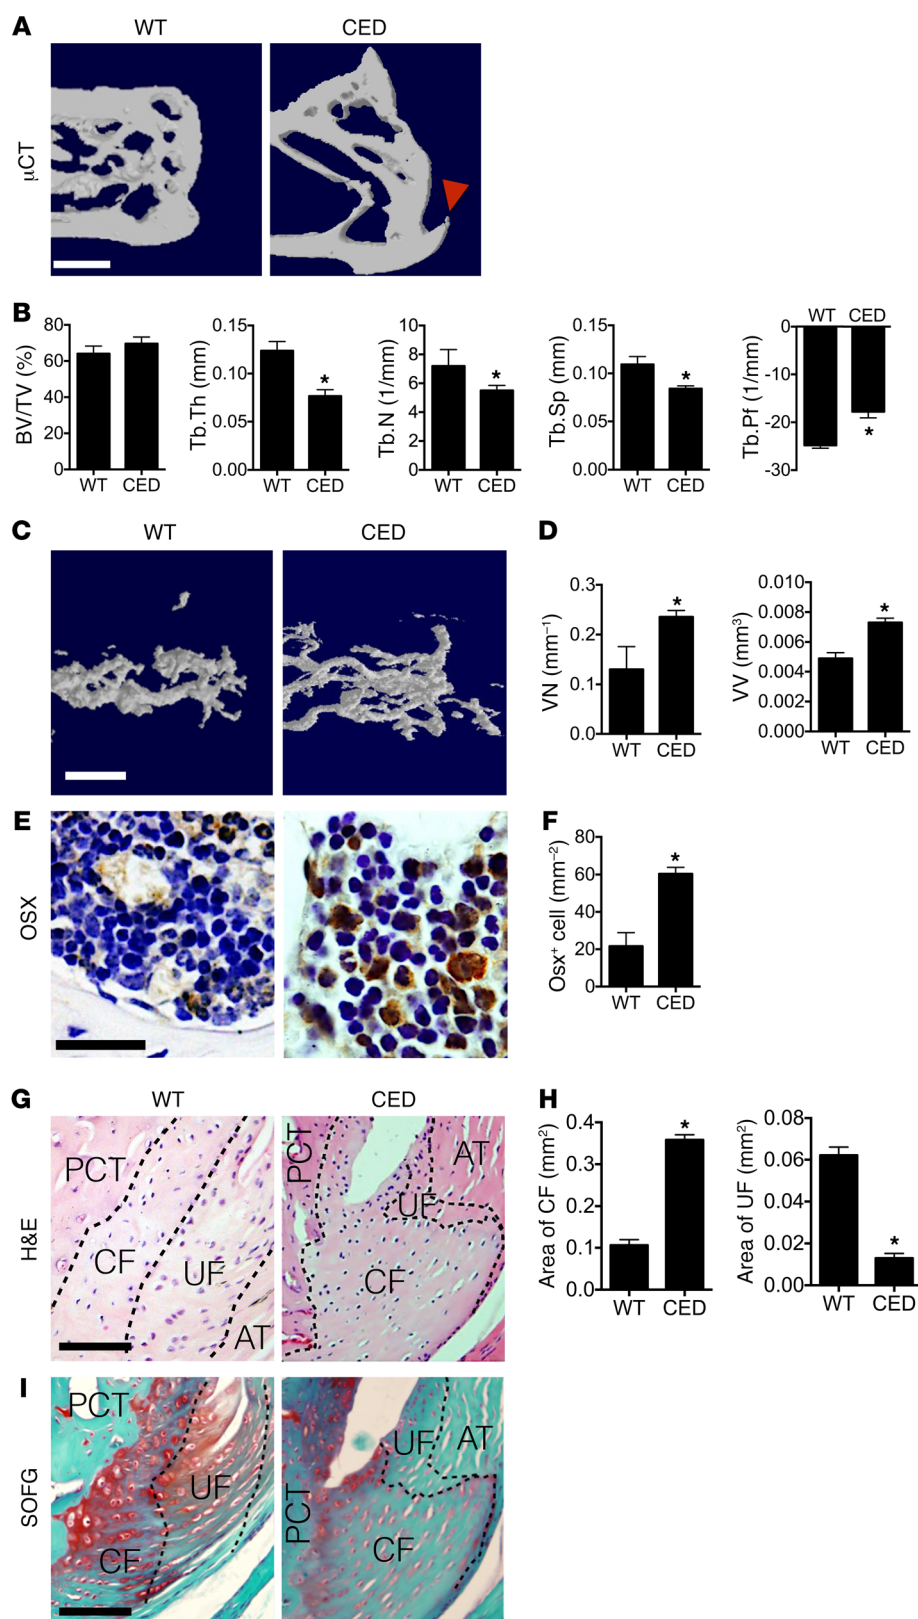 A
WT CED
µCT
B
BV/TV (%)
80
60
40
20
0
WT CED
Tb.Th (mm)
0.15
0.10
0.05
0.00
*
WT CED
Tb.N (1/mm)
10
8
6
4
2
0
*
WT CED
Tb.Sp (mm)
0.15
0.10
0.05
0.00
*
WT CED
Tb.Pf (1/mm)
WT CED
0
-10
-20
-30
*
C
WT CED
D
VN (mm⁻¹)
0.3
0.2
0.1
0.0
*
WT CED
VV (mm³)
0.010
0.008
0.006
0.004
0.002
0.000
*
WT CED
E
OSX
F
Osx⁺ cell (mm⁻²)
80
60
40
20
0
*
WT CED
G
WT CED
H&E
PCT
CF
UF
AT
PCT
AT
UF
CF
H
Area of CF (mm²)
0.4
0.3
0.2
0.1
0.0
*
WT CED
Area of UF (mm²)
0.08
0.06
0.04
0.02
0.00
*
WT CED
I
SOFG
PCT
UF
CF
UF
AT
PCT
CF